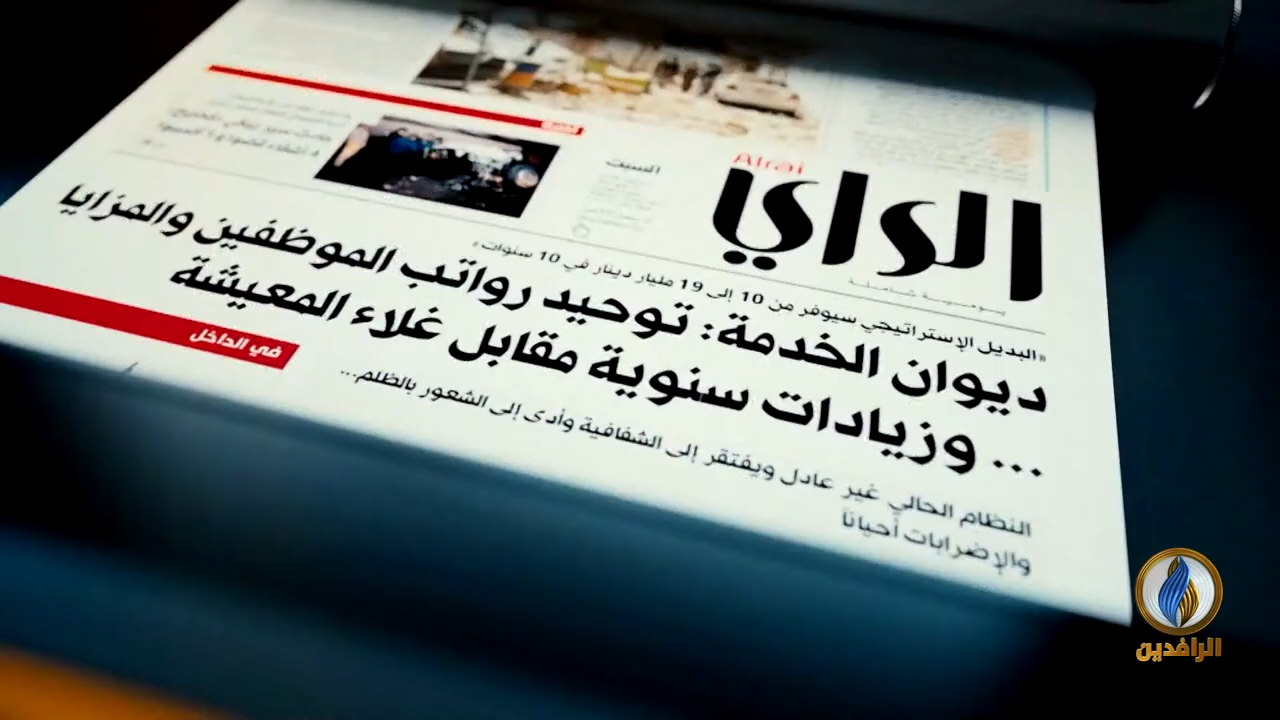 محلية
السبت
Alrai
الراي
يومية شاملة
«البديل الإستراتيجي سيوفر من 10 إلى 19 مليار دينار في 10 سنوات»
ديوان الخدمة: توحيد رواتب الموظفين والمزايا
... وزيادات سنوية مقابل غلاء المعيشة
النظام الحالي غير عادل ويفتقر إلى الشفافية وأدى إلى الشعور بالظلم...
والإضرابات أحياناً
في الداخل
الرافدين